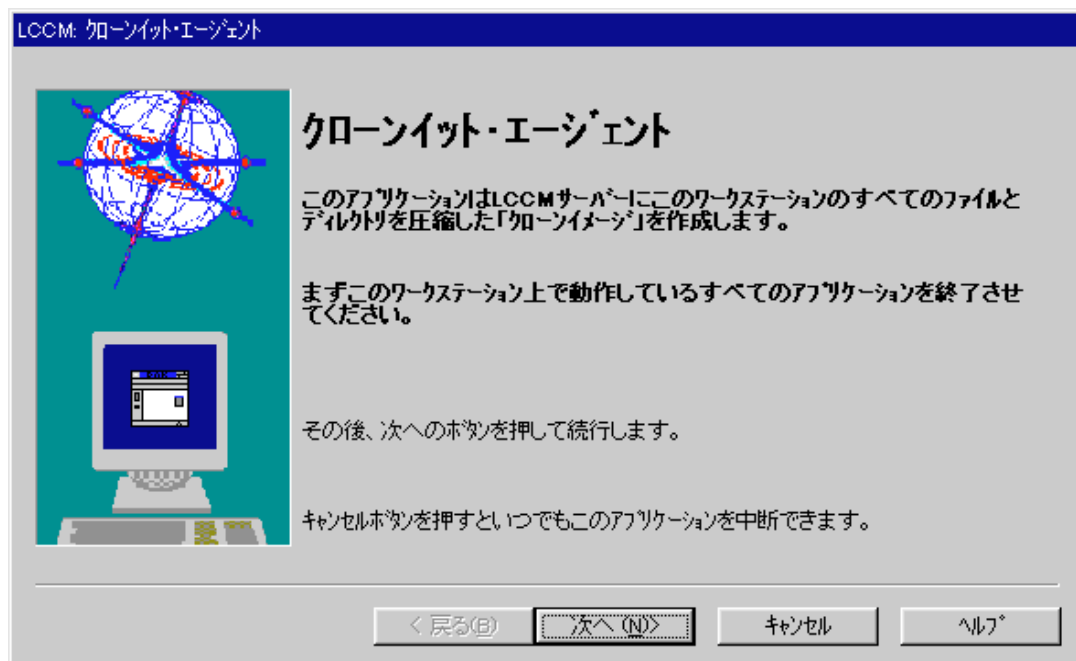 LCCM: クローンイット・エージェント
クローンイット・エージェント
このアプリケーションはLCCMサーバーにこのワークステーションのすべてのファイルと
ディレクトリを圧縮した「クローンイメージ」を作成します。
まずこのワークステーション上で動作しているすべてのアプリケーションを終了させ
てください。
その後、次へのボタンを押して続行します。
キャンセルボタンを押すといつでもこのアプリケーションを中断できます。
< 戻る(B)
次へ (N)>
キャンセル
ヘルプ